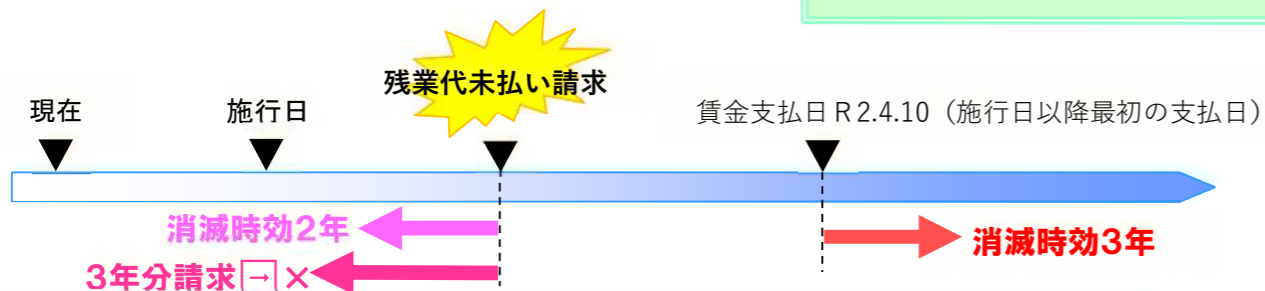 残業代未払い請求
現在
施行日
賃金支払日R2.4.10（施行日以降最初の支払日）
消滅時効2年
消滅時効3年
3年分請求→×